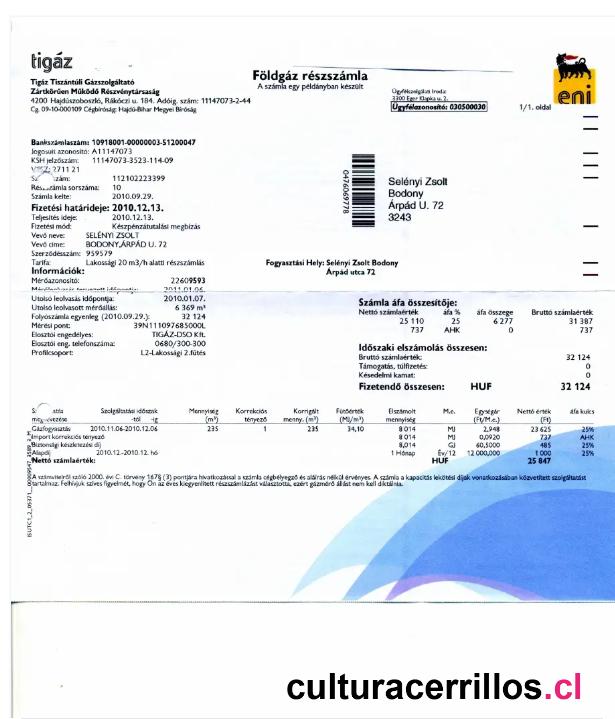 tigáz
Tigáz Tiszántúli Gázszolgáltató
Zártkörűen Működő Részvénytársaság
4200 Hajdúszoboszló, Rákóczi u. 184. Adóig. szám: 11147073-2-44
Cg. 09-10-000109 Cégbíróság: Hajdú-Bihar Megyei Bíróság
Földgáz részszámla
A számla egy példányban készült
Ügyfélszolgálati Iroda:
3300 Eger Klapka u. 2.
Ügyfélazonosító: 030500030
eni
1/1. oldal
Bankszámlaszám: 10918001-00000003-51200047
Jogosult azonosító: A11147073
KSH jelzőszám: 11147073-3523-114-09
2711 21
112102223399
Részszámla sorszáma: 10
Számla kelte: 2010.09.29.
Fizetési határideje: 2010.12.13.
Teljesítés ideje: 2010.12.13.
Fizetési mód: Készpénzátutalási megbízás
Vevő neve: SELÉNYI ZSOLT
Vevő címe: BODONY,ÁRPÁD U. 72
Szerződésszám: 959579
Tarifa: Lakossági 20 m3/h alatti részszámlás
0476069778
Selényi Zsolt
Bodony
Árpád U. 72
3243
Fogyasztási Hely: Selényi Zsolt Bodony
Árpád utca 72
Információk:
Mérőazonosító: 22609593
Mérőleolvasás tervezett időpontja: 2011.01.06.
Utolsó leolvasás időpontja: 2010.01.07.
Utolsó leolvasott mérőállás: 6 369 m³
Folyószámla egyenleg (2010.09.29.): 32 124
Mérési pont: 39N111097685000L
Elosztói engedélyes: TIGÁZ-DSO Kft.
Elosztói eng. telefonszáma: 0680/300-300
Profilcsoport: L2-Lakossági 2.fűtés
Számla áfa összesítője:
Nettó számlaérték áfa % áfa összege Bruttó számlaérték
25 110 25 6 277 31 387
737 AHK 0 737
Időszaki elszámolás összesen:
Bruttó számlaérték: 32 124
Támogatás, túlfizetés: 0
Késedelmi kamat: 0
Fizetendő összesen: HUF 32 124
Szolgáltatási időszak Mennyiség Korrekciós Korrigált Fűtőérték Elszámolt M.e. Egységár Nettó érték áfa kulcs
megnevezése -tól -ig (m³) tényező menny. (m³) (MJ/m³) mennyiség (Ft/M.e.) (Ft)
Gázfogyasztás 2010.11.06-2010.12.06 235 1 235 34,10 8 014 MJ 2,948 23 625 25%
Import korrekciós tényező 8 014 MJ 0,0920 737 AHK
Biztonsági készletezési díj 8,014 GJ 60,5000 485 25%
Alapdíj 2010.12.-2010.12. hó 1 Hónap Év/12 12 000,000 1 000 25%
Nettó számlaérték: HUF 25 847
A számvitelről szóló 2000. évi C. törvény 167§ (3) pontjára hivatkozással a számla cégbélyegző és aláírás nélkül érvényes. A számla a kapacitás lekötési díjak vonatkozásában közvetített szolgáltatást
tartalmaz. Felhívjuk szíves figyelmét, hogy Ön az éves kiegyenlített részszámlázást választotta, ezért gázmérő állást nem kell diktálnia.
culturacerrillos.cl